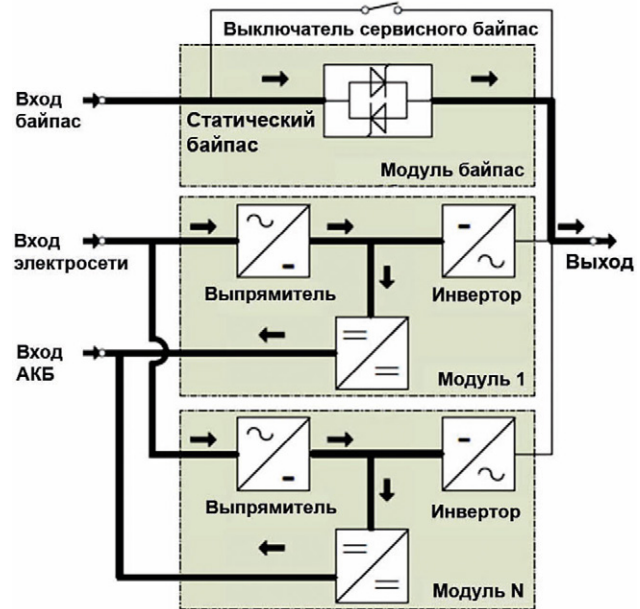 Выключатель сервисного байпас
Вход
байпас
Статический
байпас
Модуль байпас
Вход
электросети
Выпрямитель
Инвертор
Выход
Вход
АКБ
Модуль 1
Выпрямитель
Инвертор
Модуль N